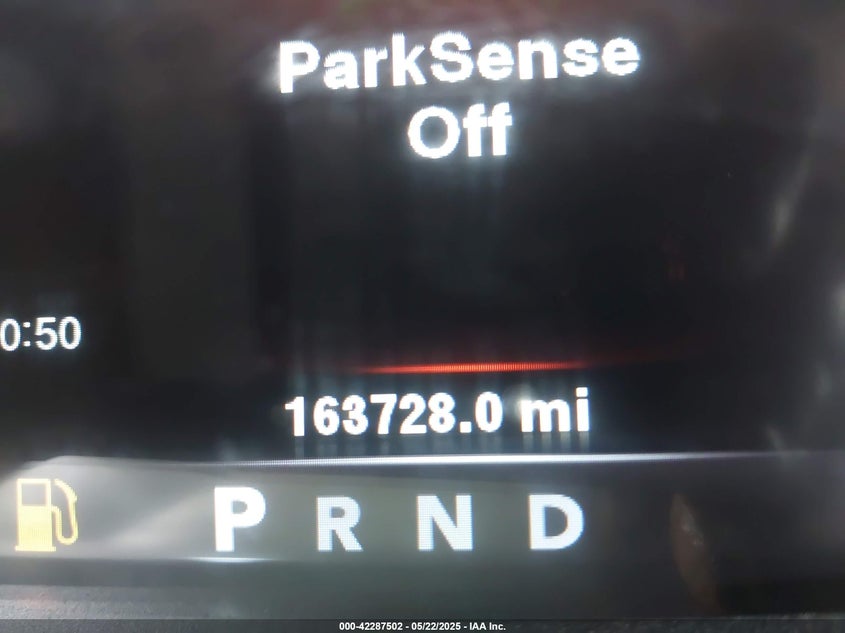 ParkSense
Off
0:50
163728.0 mi
P R N D
000-42287502 - 05/22/2025 - IAA Inc.